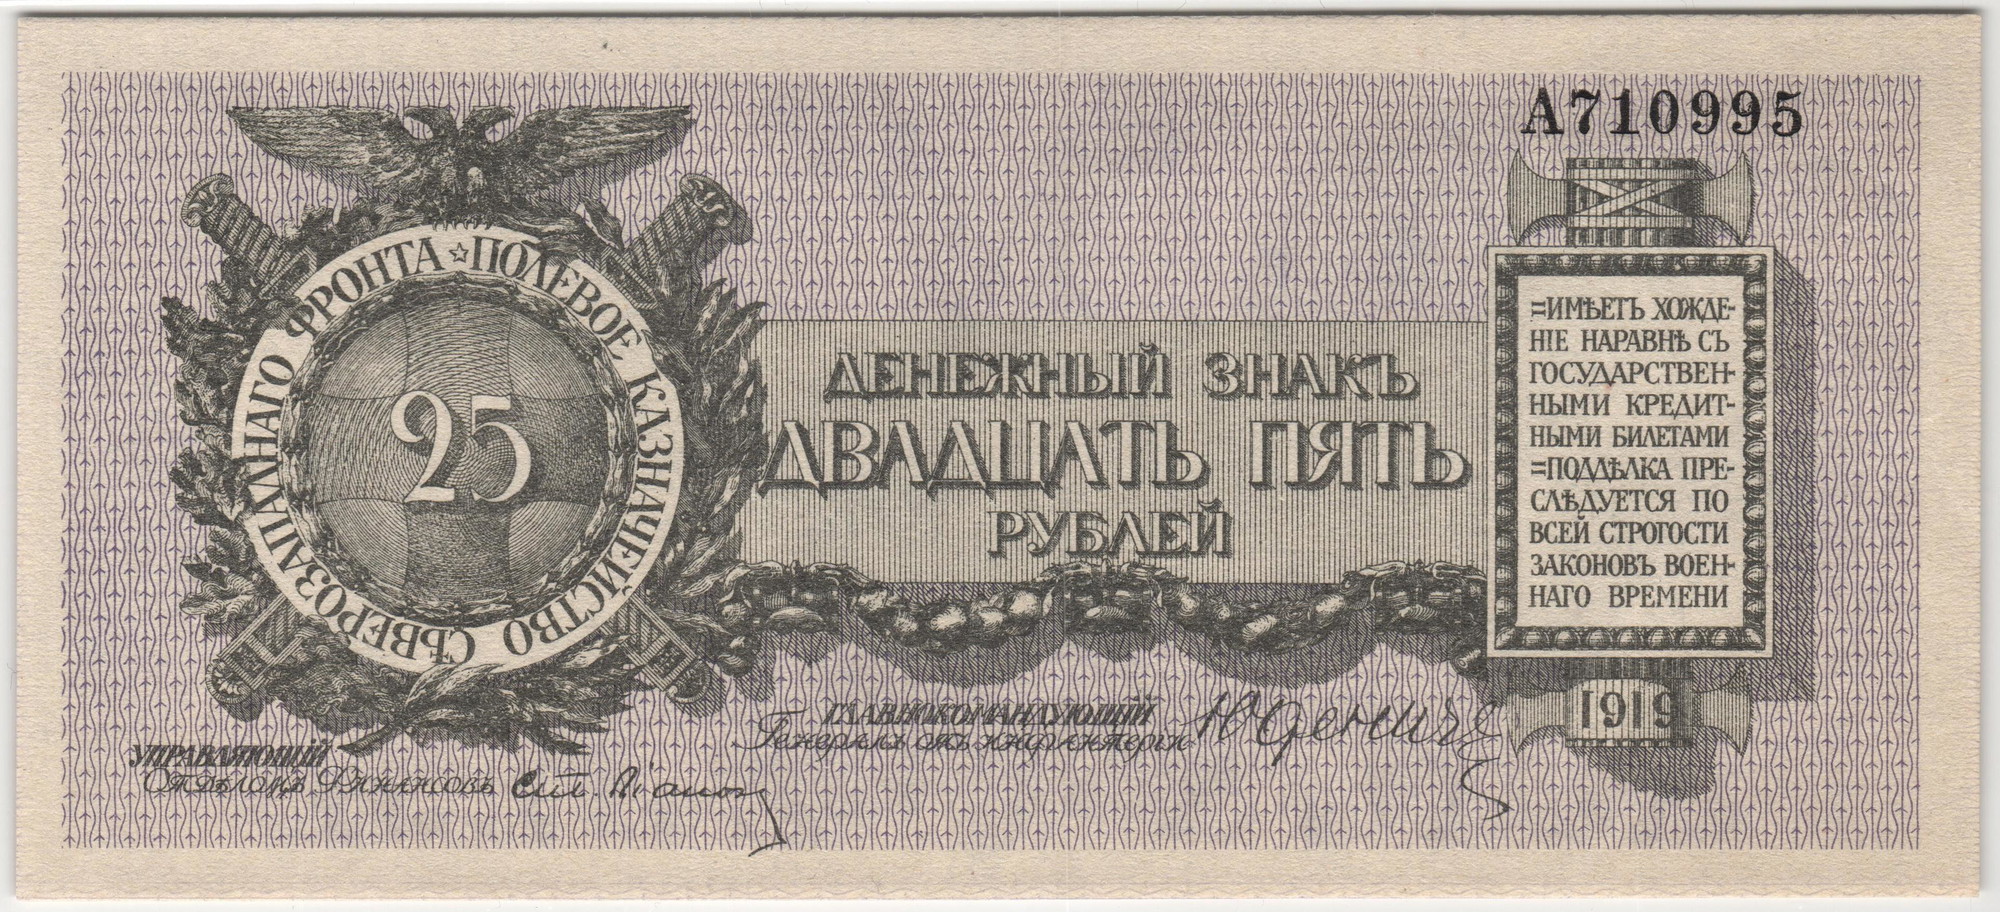 А710995
ПОЛЕВОЕ КАЗНАЧЕЙСТВО СѢВЕРОЗАПАДНАГО ФРОНТА
25
ДЕНЕЖНЫЙ ЗНАКЪ
ДВАДЦАТЬ ПЯТЬ
РУБЛЕЙ
=ИМѢЕТЪ ХОЖДЕ-
НІЕ НАРАВНѢ СЪ
ГОСУДАРСТВЕН-
НЫМИ КРЕДИТ-
НЫМИ БИЛЕТАМИ
=ПОДДѢЛКА ПРЕ-
СЛѢДУЕТСЯ ПО
ВСЕЙ СТРОГОСТИ
ЗАКОНОВЪ ВОЕН-
НАГО ВРЕМЕНИ
1919
ГЛАВНОКОМАНДУЮЩІЙ
Генералъ отъ инфантеріи Юденичъ
УПРАВЛЯЮЩІЙ
Отдѣломъ Финансовъ